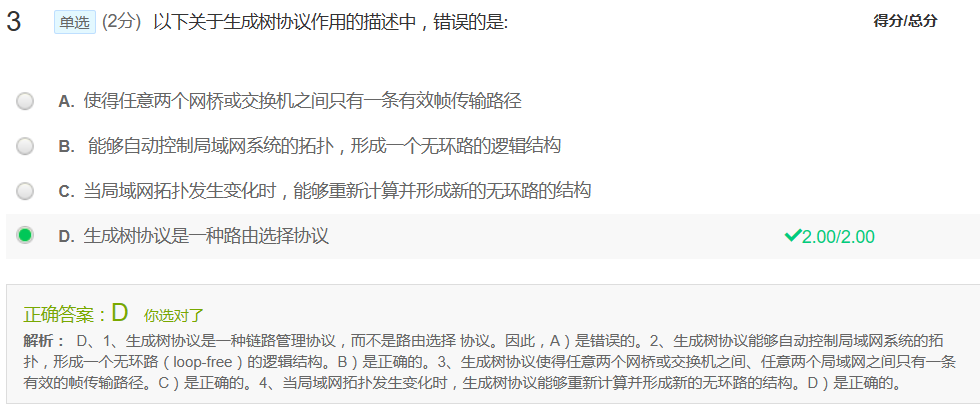 3 单选 (2分) 以下关于生成树协议作用的描述中，错误的是: 得分/总分
A. 使得任意两个网桥或交换机之间只有一条有效帧传输路径
B. 能够自动控制局域网系统的拓扑，形成一个无环路的逻辑结构
C. 当局域网拓扑发生变化时，能够重新计算并形成新的无环路的结构
D. 生成树协议是一种路由选择协议 2.00/2.00
正确答案：D 你选对了
解析： D、1、生成树协议是一种链路管理协议，而不是路由选择 协议。因此，A）是错误的。2、生成树协议能够自动控制局域网系统的拓
扑，形成一个无环路（loop-free）的逻辑结构。B）是正确的。3、生成树协议使得任意两个网桥或交换机之间、任意两个局域网之间只有一条
有效的帧传输路径。C）是正确的。4、当局域网拓扑发生变化时，生成树协议能够重新计算并形成新的无环路的结构。D）是正确的。